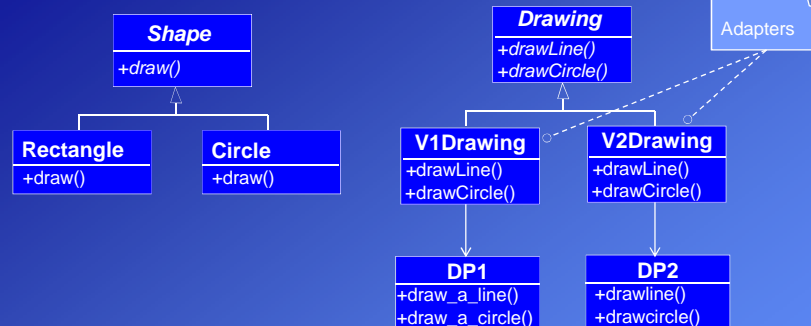 Shape
+draw()
Rectangle
+draw()
Circle
+draw()
Drawing
+drawLine()
+drawCircle()
V1Drawing
+drawLine()
+drawCircle()
V2Drawing
+drawLine()
+drawCircle()
DP1
+draw_a_line()
+draw_a_circle()
DP2
+drawline()
+drawcircle()
Adapters